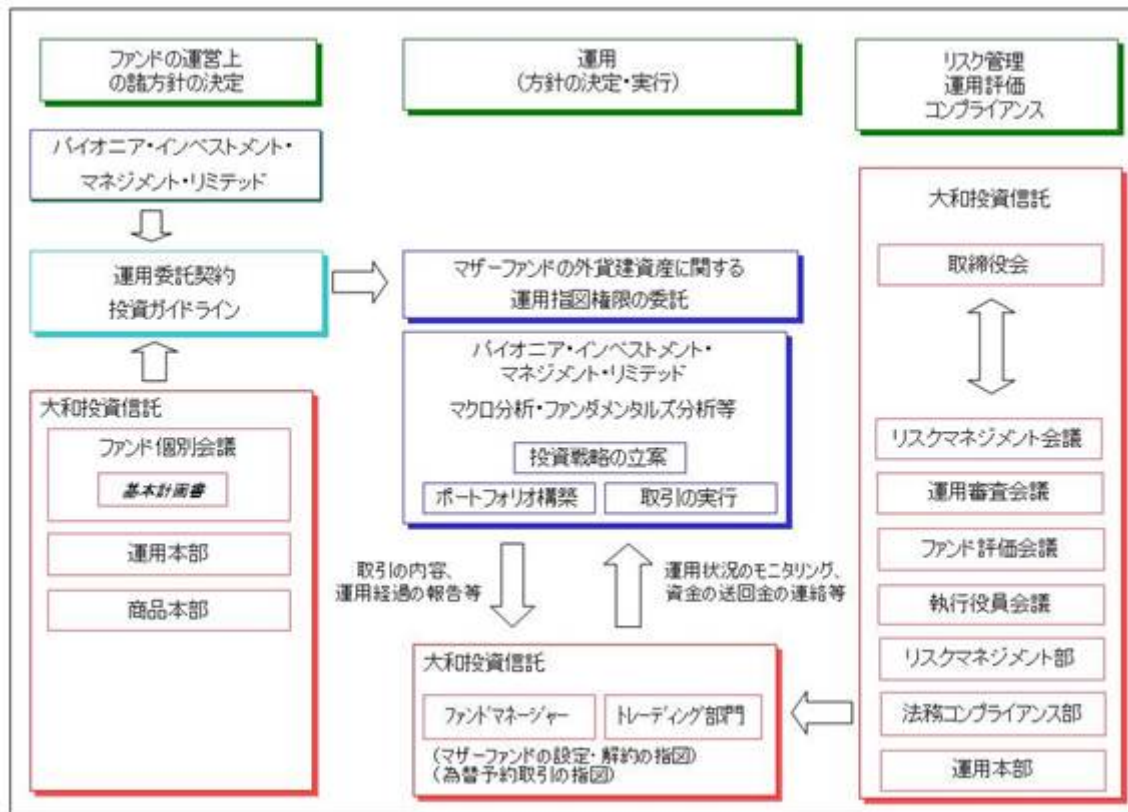 ファンドの運営上
の諸方針の決定
運用
(方針の決定・実行)
リスク管理
運用評価
コンプライアンス
パイオニア・インベストメント・
マネジメント・リミテッド
運用委託契約
投資ガイドライン
大和投資信託
ファンド個別会議
基本計画書
運用本部
商品本部
マザーファンドの外貨建資産に関する
運用指図権限の委託
パイオニア・インベストメント・
マネジメント・リミテッド
マクロ分析・ファンダメンタルズ分析等
投資戦略の立案
ポートフォリオ構築
取引の実行
取引の内容、
運用経過の報告等
運用状況のモニタリング、
資金の送回金の連絡等
大和投資信託
ファンドマネージャー
トレーディング部門
(マザーファンドの設定・解約の指図)
(為替予約取引の指図)
大和投資信託
取締役会
リスクマネジメント会議
運用審査会議
ファンド評価会議
執行役員会議
リスクマネジメント部
法務コンプライアンス部
運用本部